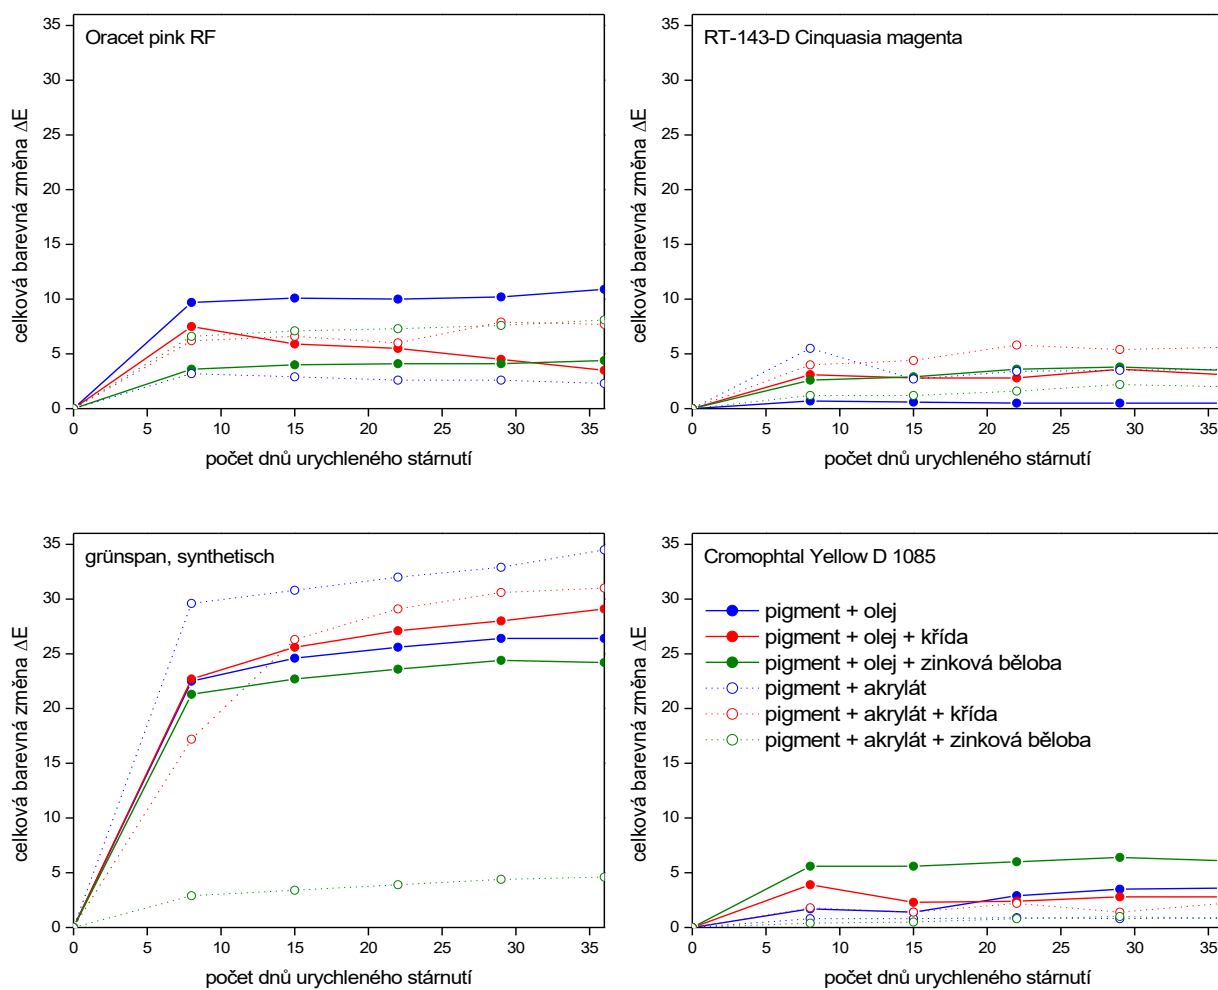 Oracet pink RF
celková barevná změna ΔE
35
30
25
20
15
10
5
0
0 5 10 15 20 25 30 35
počet dnů urychleného stárnutí
RT-143-D Cinquasia magenta
celková barevná změna ΔE
35
30
25
20
15
10
5
0
0 5 10 15 20 25 30 35
počet dnů urychleného stárnutí
grünspan, synthetisch
celková barevná změna ΔE
35
30
25
20
15
10
5
0
0 5 10 15 20 25 30 35
počet dnů urychleného stárnutí
Cromophtal Yellow D 1085
pigment + olej
pigment + olej + křída
pigment + olej + zinková běloba
pigment + akrylát
pigment + akrylát + křída
pigment + akrylát + zinková běloba
celková barevná změna ΔE
35
30
25
20
15
10
5
0
0 5 10 15 20 25 30 35
počet dnů urychleného stárnutí